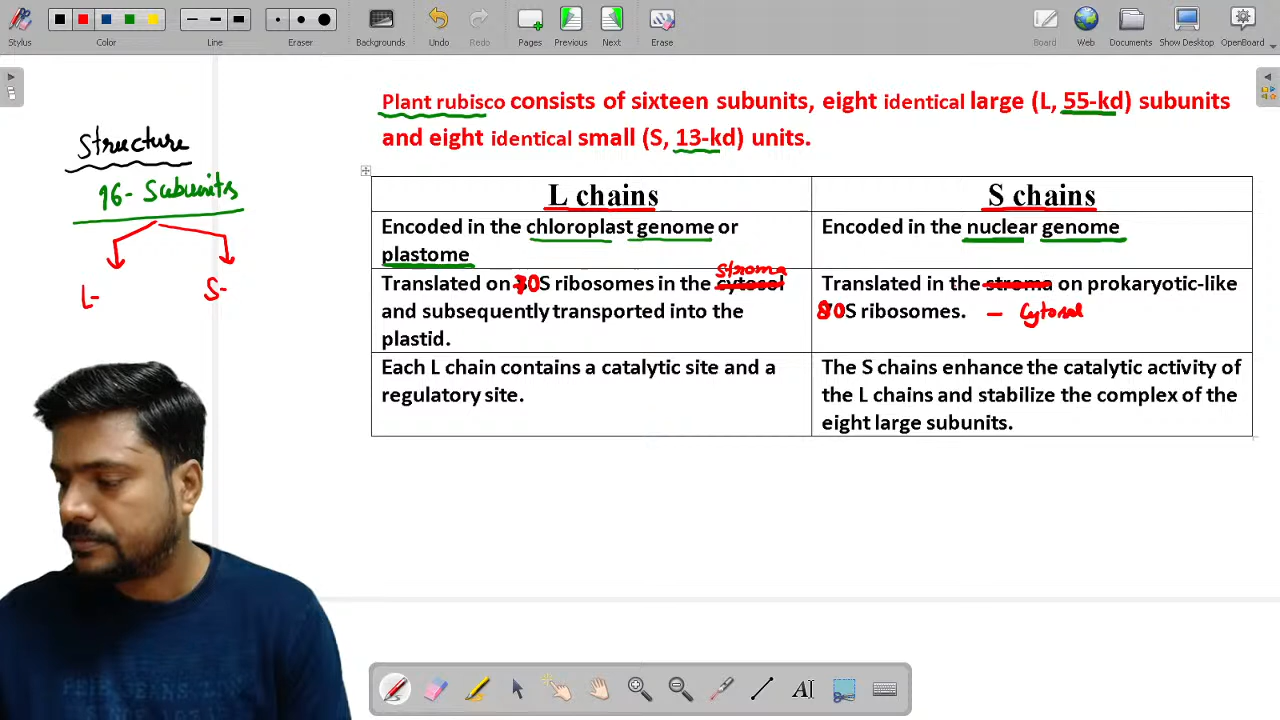 Stylus
Color
Line
Eraser
Backgrounds
Undo
Redo
Pages
Previous
Next
Erase
Board
Web
Documents
Show Desktop
OpenBoard
Structure
16- Subunits
L-
S-
Plant rubisco consists of sixteen subunits, eight identical large (L, 55-kd) subunits
and eight identical small (S, 13-kd) units.
L chains
S chains
Encoded in the chloroplast genome or
plastome
Encoded in the nuclear genome
stroma
Translated on 70S ribosomes in the cytosol
and subsequently transported into the
plastid.
Translated in the stroma on prokaryotic-like
80S ribosomes. - Cytosol
Each L chain contains a catalytic site and a
regulatory site.
The S chains enhance the catalytic activity of
the L chains and stabilize the complex of the
eight large subunits.